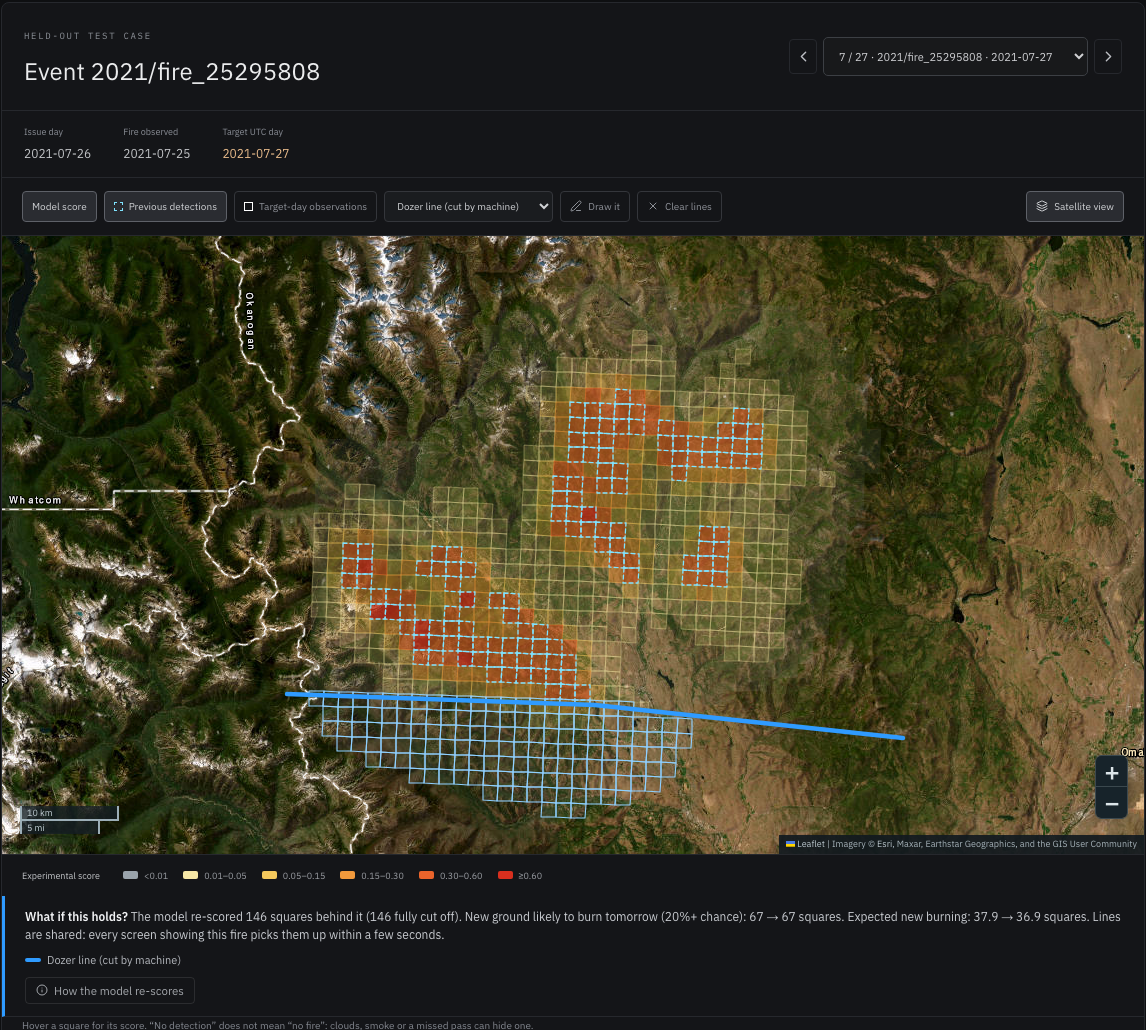 HELD-OUT TEST CASE
Event 2021/fire_25295808
7 / 27 · 2021/fire_25295808 · 2021-07-27
Issue day
Fire observed
Target UTC day
2021-07-26
2021-07-25
2021-07-27
Model score
Previous detections
Target-day observations
Dozer line (cut by machine)
Draw it
Clear lines
Satellite view
Okanogan
Whatcom
Oma
+
−
10 km
5 mi
Leaflet | Imagery © Esri, Maxar, Earthstar Geographics, and the GIS User Community
Experimental score
<0.01
0.01–0.05
0.05–0.15
0.15–0.30
0.30–0.60
≥0.60
What if this holds? The model re-scored 146 squares behind it (146 fully cut off). New ground likely to burn tomorrow (20%+ chance): 67 → 67 squares. Expected new burning: 37.9 → 36.9 squares. Lines
are shared: every screen showing this fire picks them up within a few seconds.
Dozer line (cut by machine)
How the model re-scores
Hover a square for its score. “No detection” does not mean “no fire”: clouds, smoke or a missed pass can hide one.